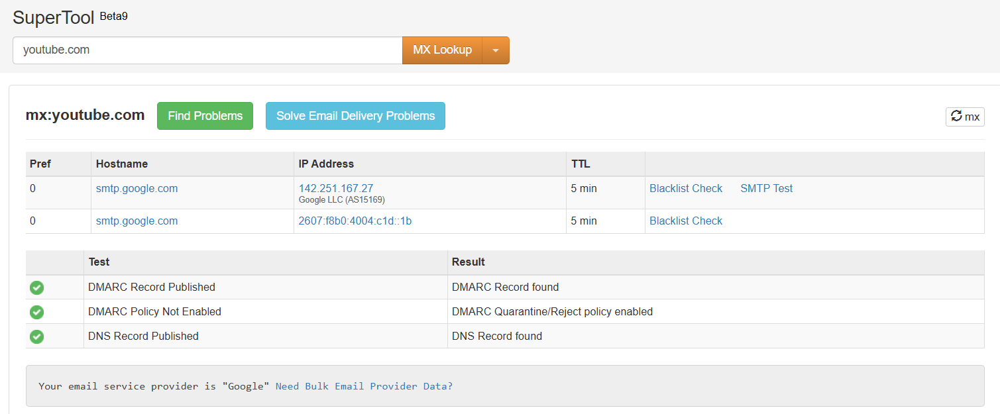 SuperTool Beta9
youtube.com MX Lookup
mx:youtube.com Find Problems Solve Email Delivery Problems mx
Pref Hostname IP Address TTL
0 smtp.google.com 142.251.167.27 5 min Blacklist Check SMTP Test
Google LLC (AS15169)
0 smtp.google.com 2607:f8b0:4004:c1d::1b 5 min Blacklist Check
Test Result
DMARC Record Published DMARC Record found
DMARC Policy Not Enabled DMARC Quarantine/Reject policy enabled
DNS Record Published DNS Record found
Your email service provider is "Google" Need Bulk Email Provider Data?